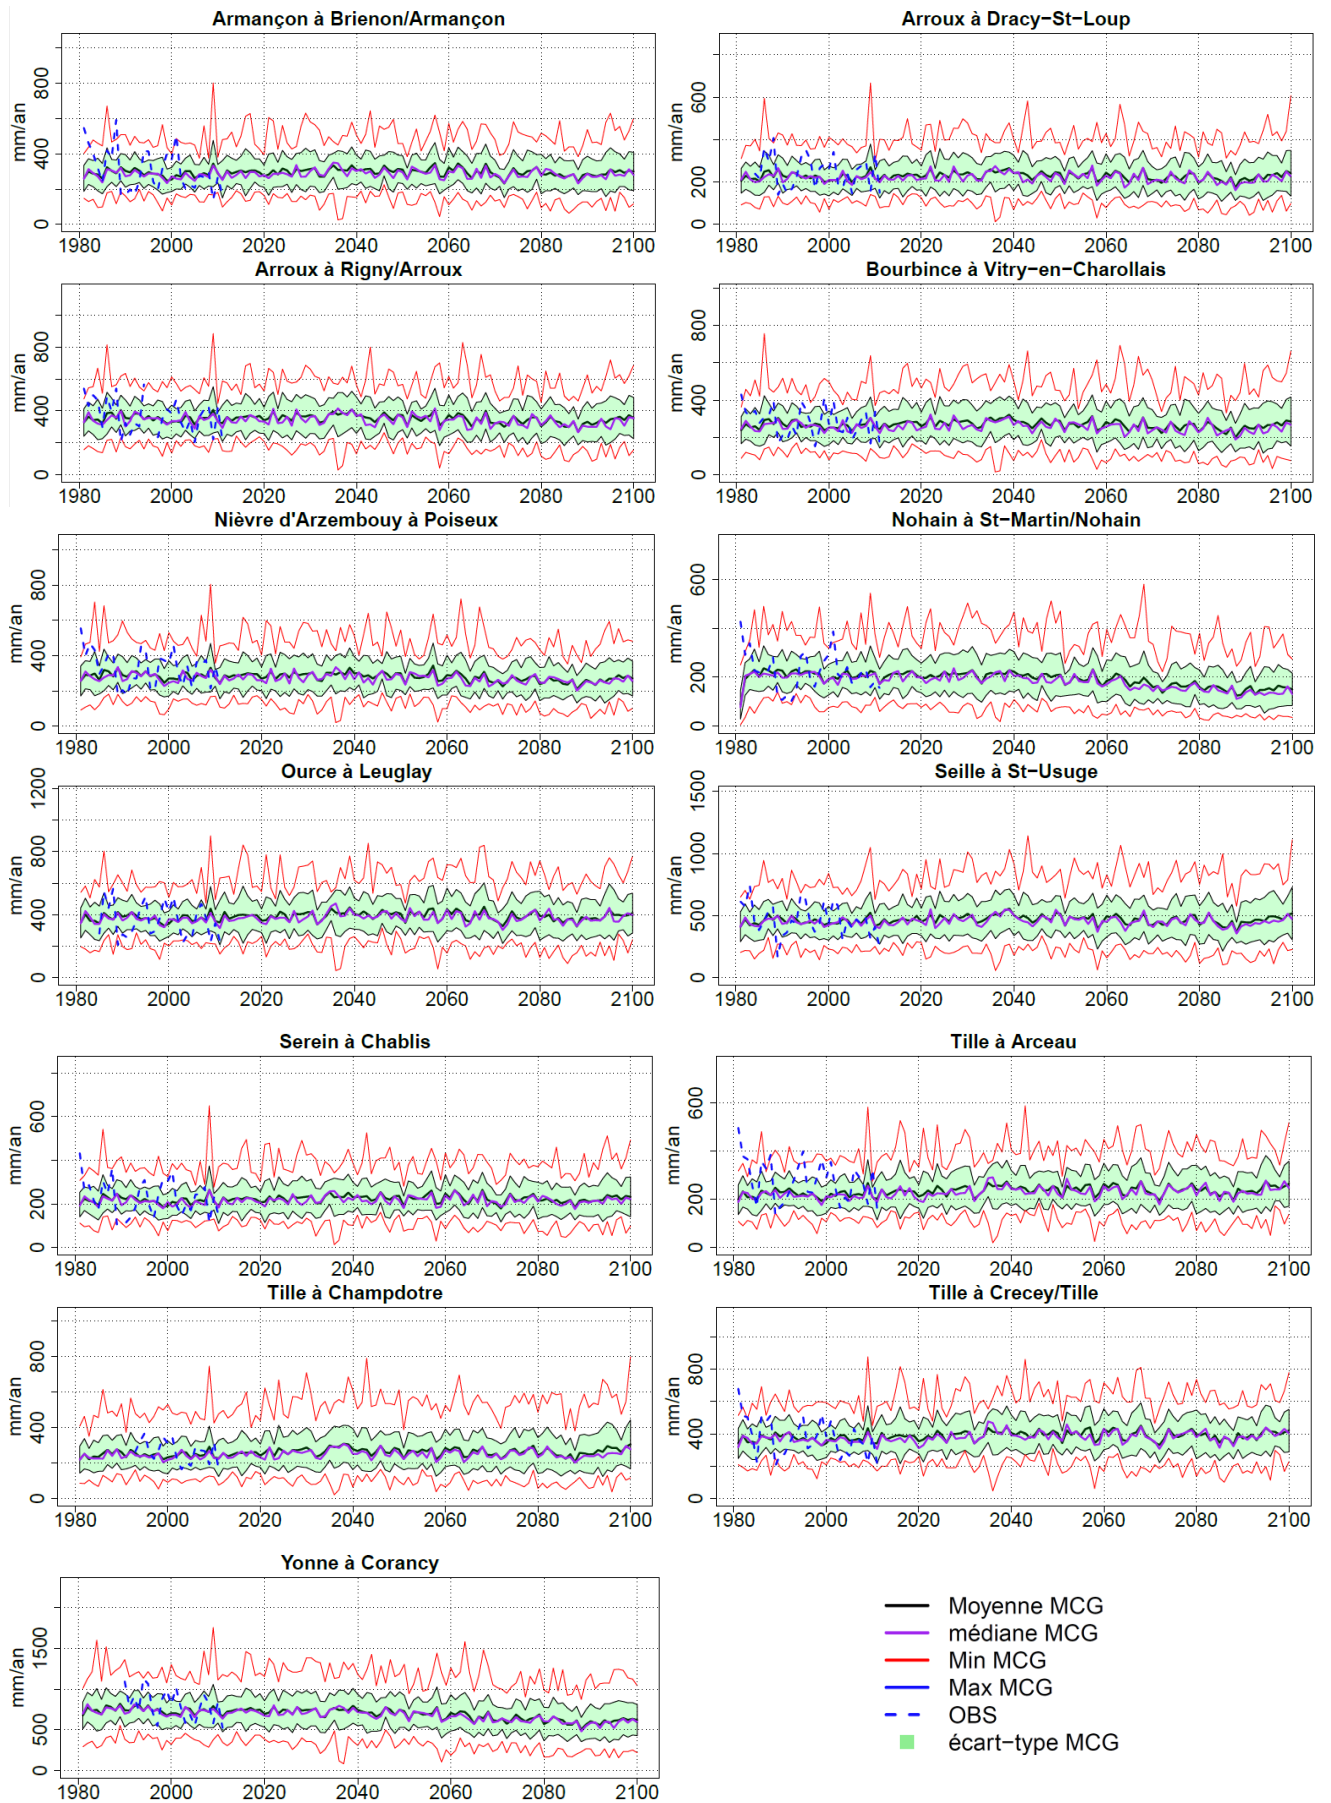 Armançon à Brienon/Armançon
mm/an
0 400 800
1980 2000 2020 2040 2060 2080 2100
Arroux à Dracy−St−Loup
mm/an
0 200 600
1980 2000 2020 2040 2060 2080 2100
Arroux à Rigny/Arroux
mm/an
0 400 800
1980 2000 2020 2040 2060 2080 2100
Bourbince à Vitry−en−Charollais
mm/an
0 400 800
1980 2000 2020 2040 2060 2080 2100
Nièvre d'Arzembouy à Poiseux
mm/an
0 400 800
1980 2000 2020 2040 2060 2080 2100
Nohain à St−Martin/Nohain
mm/an
0 200 600
1980 2000 2020 2040 2060 2080 2100
Ource à Leuglay
mm/an
0 400 800 1200
1980 2000 2020 2040 2060 2080 2100
Seille à St−Usuge
mm/an
0 500 1000 1500
1980 2000 2020 2040 2060 2080 2100
Serein à Chablis
mm/an
0 200 600
1980 2000 2020 2040 2060 2080 2100
Tille à Arceau
mm/an
0 200 600
1980 2000 2020 2040 2060 2080 2100
Tille à Champdotre
mm/an
0 400 800
1980 2000 2020 2040 2060 2080 2100
Tille à Crecey/Tille
mm/an
0 400 800
1980 2000 2020 2040 2060 2080 2100
Yonne à Corancy
mm/an
0 500 1500
1980 2000 2020 2040 2060 2080 2100
Moyenne MCG
médiane MCG
Min MCG
Max MCG
OBS
écart−type MCG